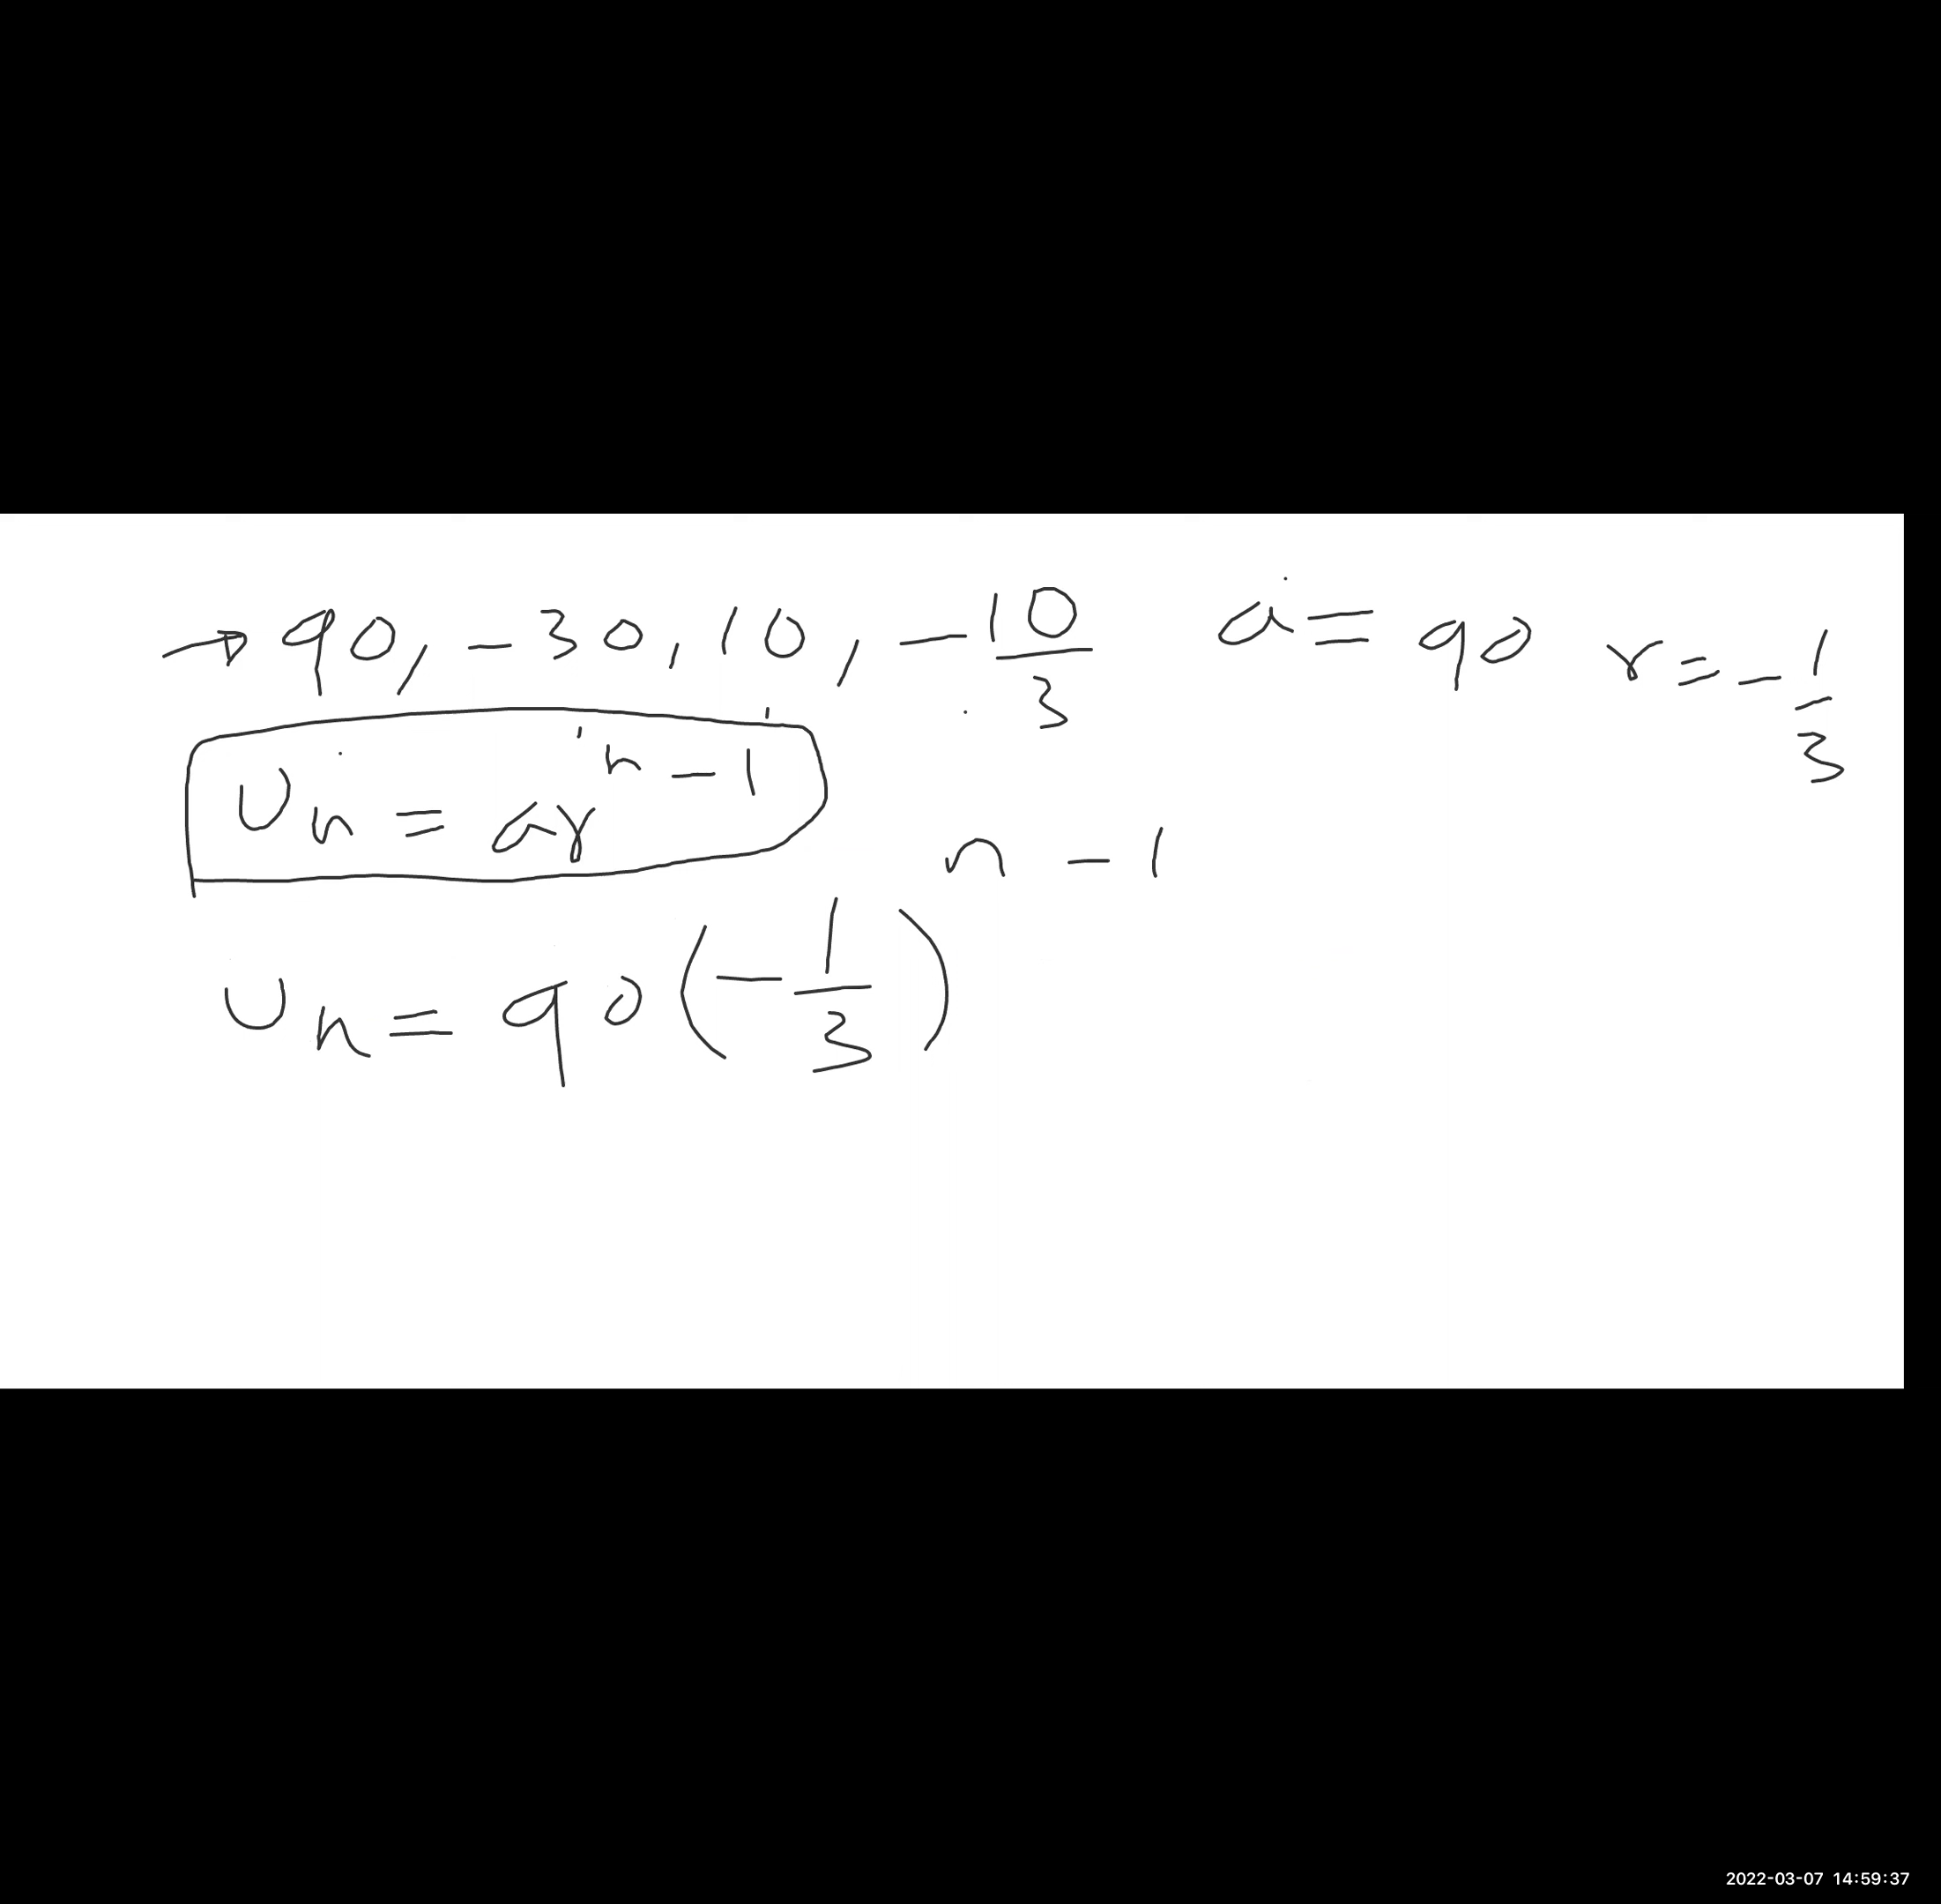 → 90, -30, 10, -10/3 a = 90 r = -1/3
Un = ar^n-1
Un = 90(-1/3)^n-1
2022-03-07 14:59:37